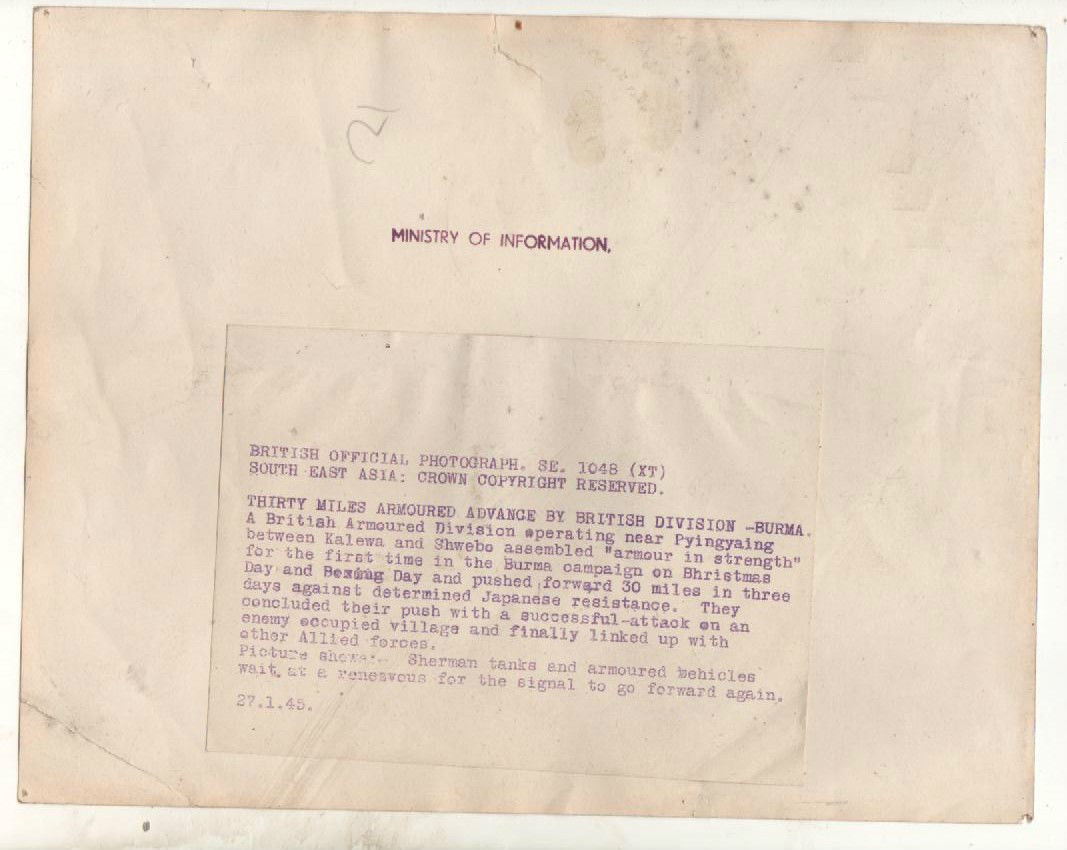 MINISTRY OF INFORMATION,
BRITISH OFFICIAL PHOTOGRAPH. SE. 1048 (XT)
SOUTH EAST ASIA: CROWN COPYRIGHT RESERVED.
THIRTY MILES ARMOURED ADVANCE BY BRITISH DIVISION -BURMA.
A British Armoured Division operating near Pyingyaing
between Kalewa and Shwebo assembled "armour in strength"
for the first time in the Burma campaign on Bhristmas
Day and Boxing Day and pushed forward 30 miles in three
days against determined Japanese resistance. They
concluded their push with a successful-attack on an
enemy occupied village and finally linked up with
other Allied forces.
Picture shows:- Sherman tanks and armoured vehicles
wait at a renesvous for the signal to go forward again.
27.1.45.